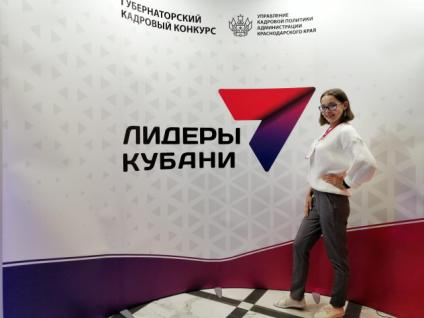 ГУБЕРНАТОРСКИЙ
КАДРОВЫЙ КОНКУРС
УПРАВЛЕНИЕ
КАДРОВОЙ ПОЛИТИКИ
АДМИНИСТРАЦИИ
КРАСНОДАРСКОГО КРАЯ
ЛИДЕРЫ
КУБАНИ